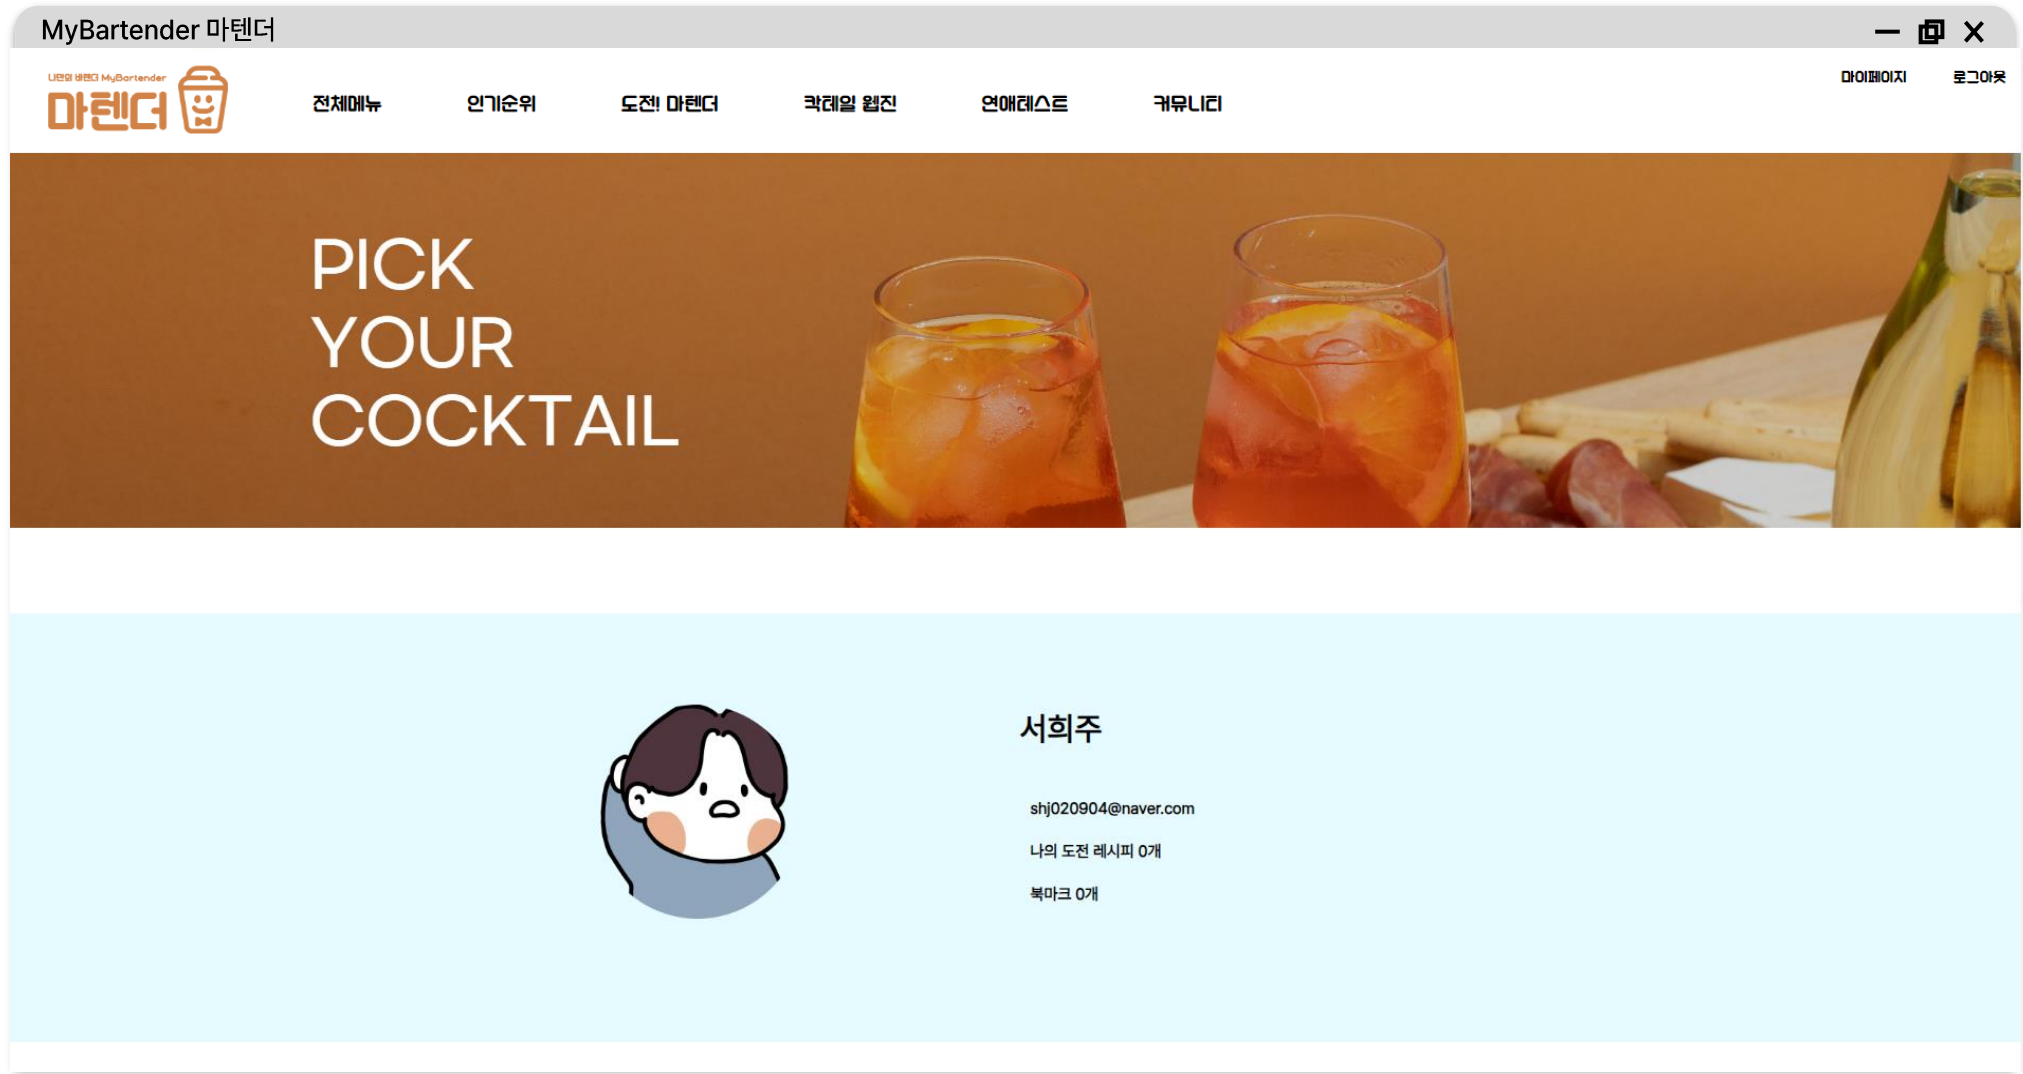 MyBartender 마텐더
나만의 바텐더 MyBartender
마텐더
전체메뉴 인기순위 도전! 마텐더 칵테일 웹진 연애테스트 커뮤니티
마이페이지 로그아웃
PICK
YOUR
COCKTAIL
서희주
shj020904@naver.com
나의 도전 레시피 0개
북마크 0개